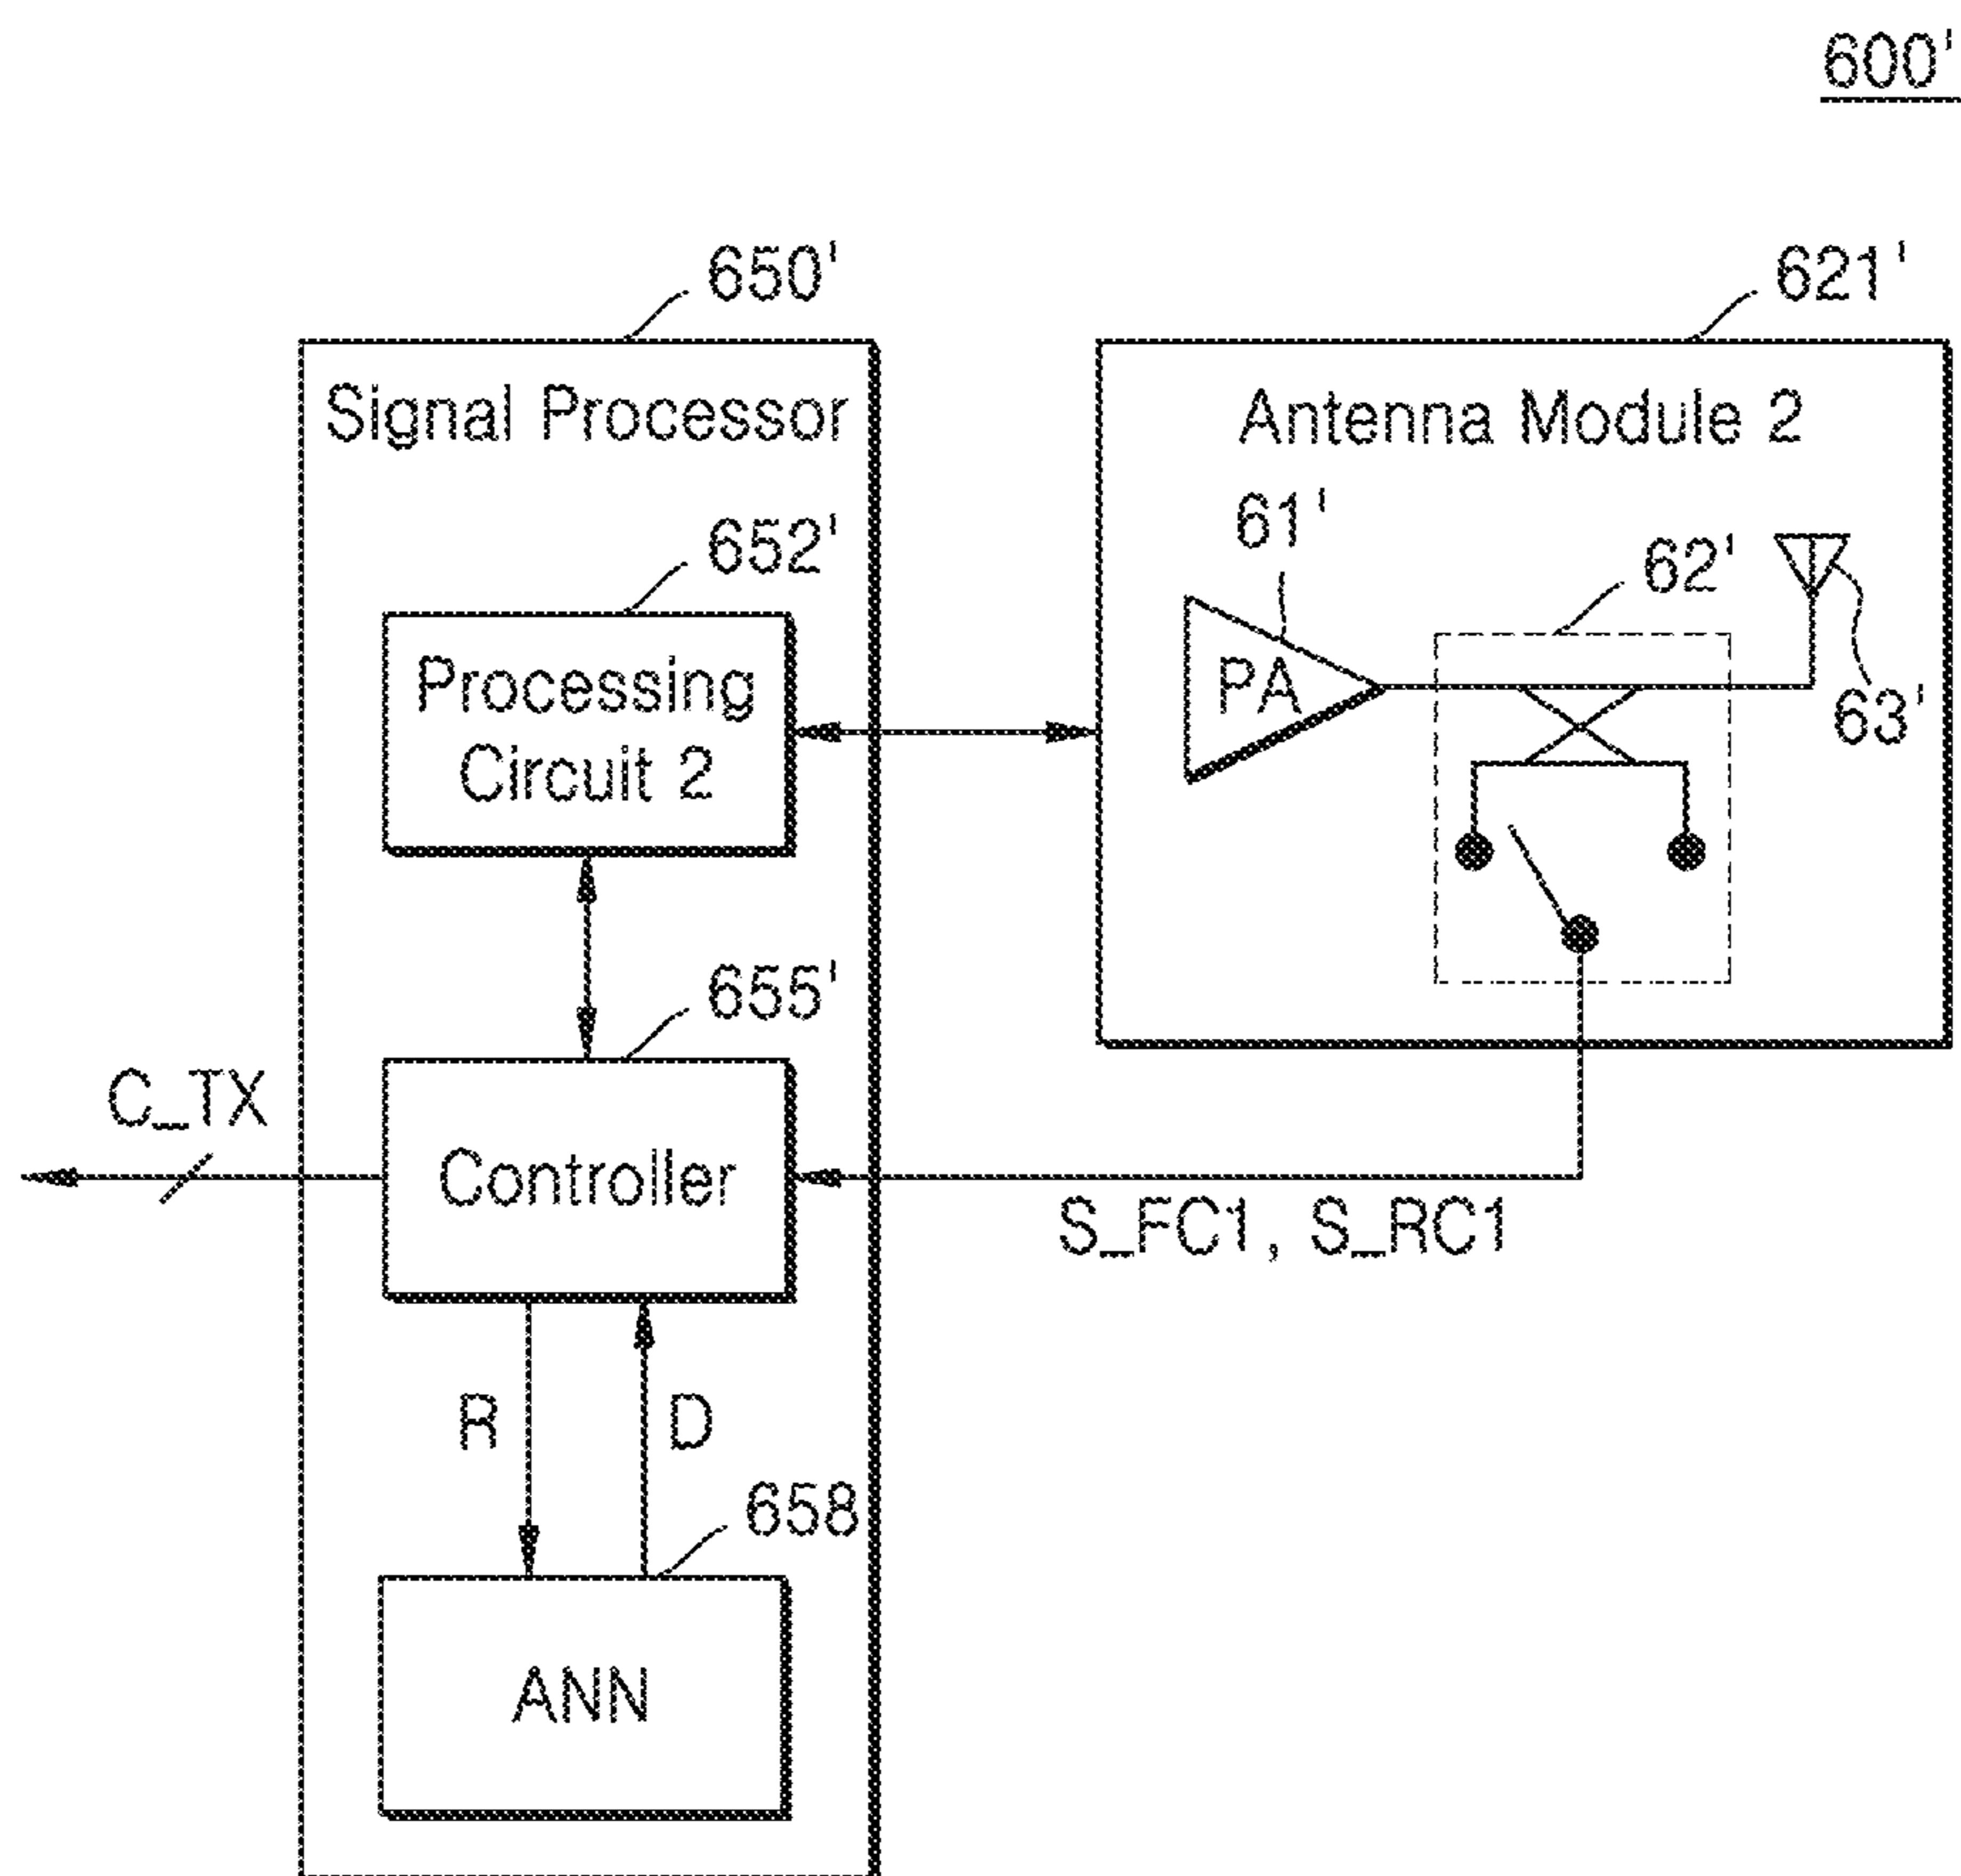 600'
650'
621'
Signal Processor
Antenna Module 2
61'
652'
62'
Processing
Circuit 2
PA
63'
655'
C_TX
Controller
S_FC1, S_RC1
R
D
658
ANN